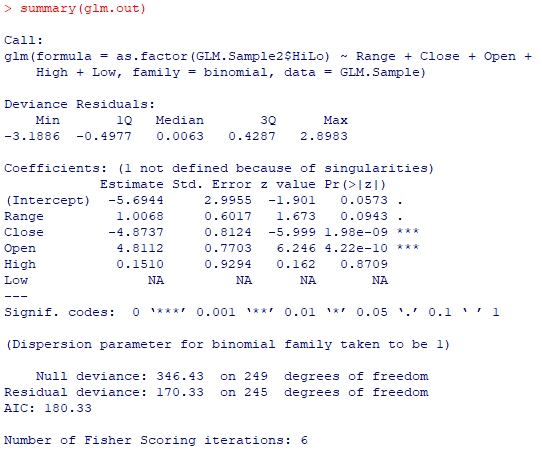 > summary(glm.out)
Call:
glm(formula = as.factor(GLM.Sample2$HiLo) ~ Range + Close + Open +
    High + Low, family = binomial, data = GLM.Sample)
Deviance Residuals:
    Min       1Q   Median       3Q      Max
-3.1886  -0.4977   0.0063   0.4287   2.8983
Coefficients: (1 not defined because of singularities)
            Estimate Std. Error z value Pr(>|z|)
(Intercept)  -5.6944     2.9955  -1.901   0.0573 .
Range         1.0068     0.6017   1.673   0.0943 .
Close        -4.8737     0.8124  -5.999 1.98e-09 ***
Open          4.8112     0.7703   6.246 4.22e-10 ***
High          0.1510     0.9294   0.162   0.8709
Low               NA         NA      NA       NA
---
Signif. codes:  0 ‘***’ 0.001 ‘**’ 0.01 ‘*’ 0.05 ‘.’ 0.1 ‘ ’ 1
(Dispersion parameter for binomial family taken to be 1)
    Null deviance: 346.43  on 249  degrees of freedom
Residual deviance: 170.33  on 245  degrees of freedom
AIC: 180.33
Number of Fisher Scoring iterations: 6